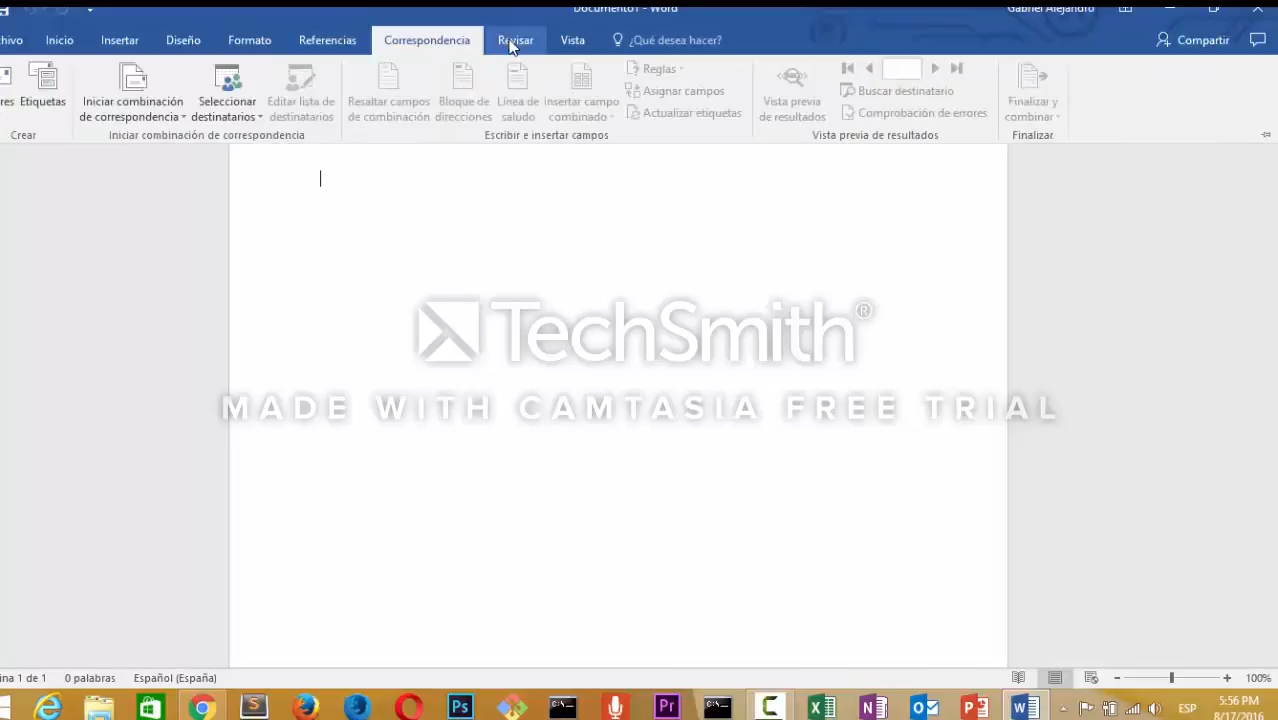 Documento1 - Word
Gabriel Alejandro
chivo Inicio Insertar Diseño Formato Referencias Correspondencia Revisar Vista ¿Qué desea hacer? Compartir
res Etiquetas
Crear
Iniciar combinación
de correspondencia
Seleccionar
destinatarios
Editar lista de
destinatarios
Iniciar combinación de correspondencia
Resaltar campos
de combinación
Bloque de
direcciones
Línea de
saludo
Insertar campo
combinado
Reglas
Asignar campos
Actualizar etiquetas
Escribir e insertar campos
Vista previa
de resultados
Buscar destinatario
Comprobación de errores
Vista previa de resultados
Finalizar y
combinar
Finalizar
TechSmith®
MADE WITH CAMTASIA FREE TRIAL
ina 1 de 1 0 palabras Español (España) 100%
Ps Pr ESP 5:56 PM
8/17/2016